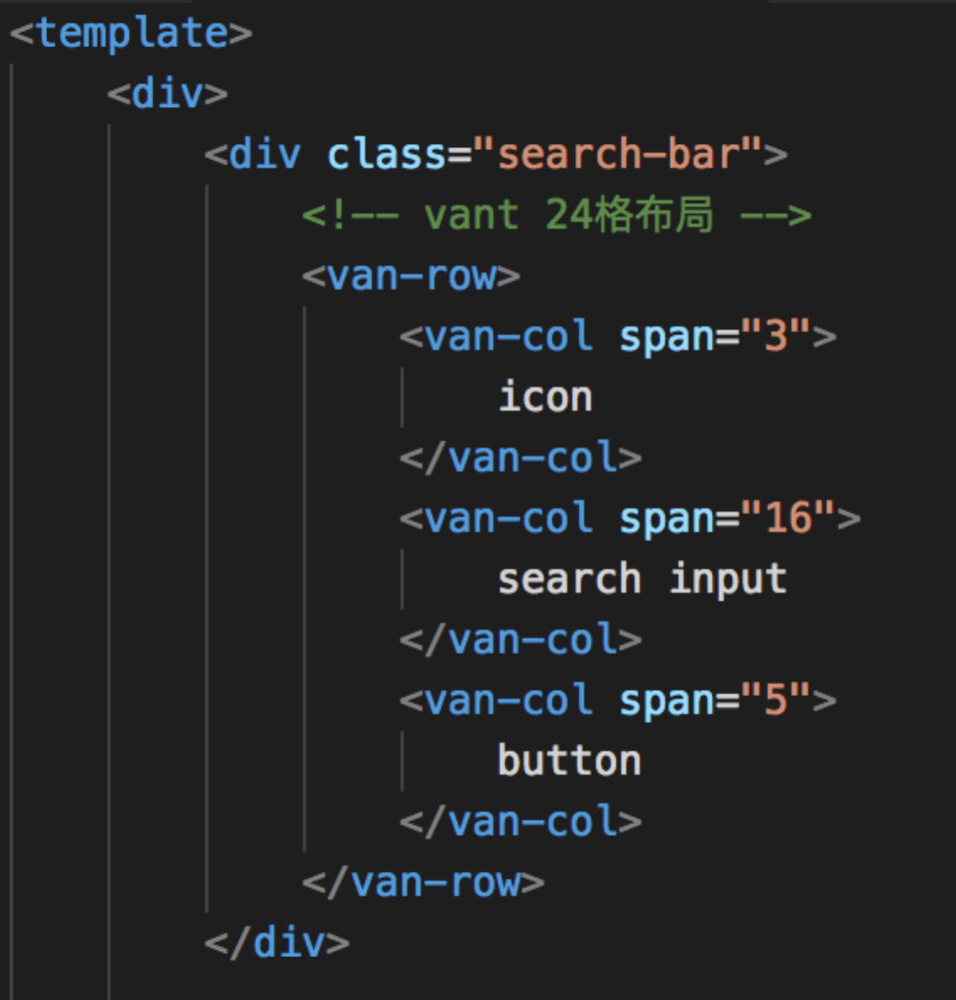 <template>
<div>
<div class="search-bar">
<!-- vant 24格布局 -->
<van-row>
<van-col span="3">
icon
</van-col>
<van-col span="16">
search input
</van-col>
<van-col span="5">
button
</van-col>
</van-row>
</div>